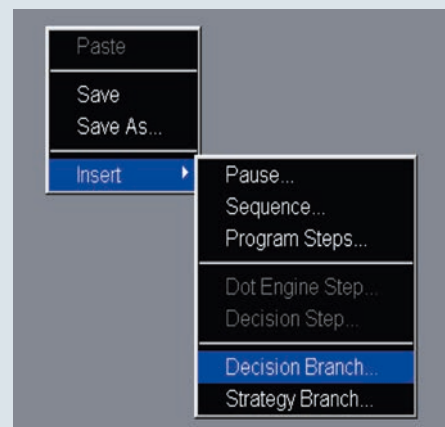 Paste
Save
Save As...
Insert
Pause...
Sequence...
Program Steps...
Dot Engine Step...
Decision Step...
Decision Branch...
Strategy Branch...